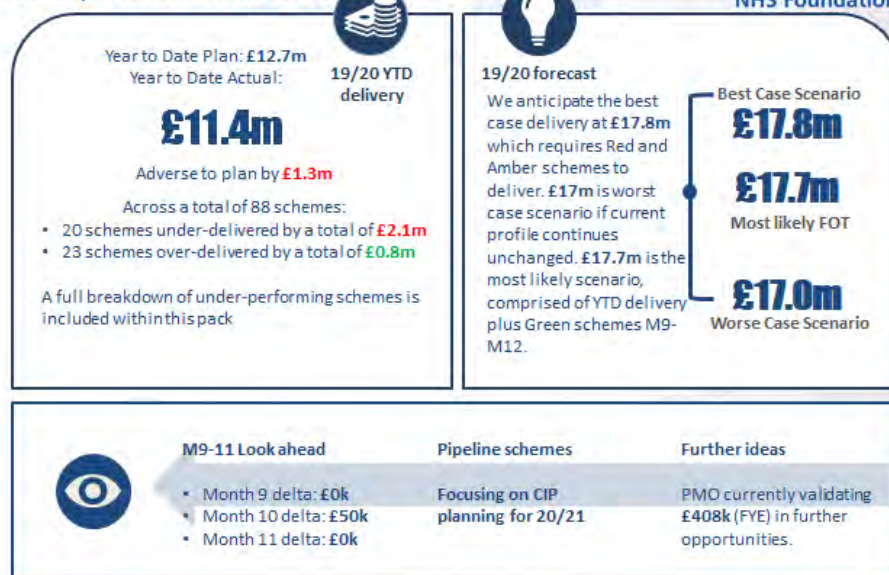 NHS Foundation
Year to Date Plan: £12.7m
Year to Date Actual:
£11.4m
Adverse to plan by £1.3m
Across a total of 88 schemes:
• 20 schemes under-delivered by a total of £2.1m
• 23 schemes over-delivered by a total of £0.8m
A full breakdown of under-performing schemes is
included within this pack
19/20 YTD
delivery
19/20 forecast
We anticipate the best
case delivery at £17.8m
which requires Red and
Amber schemes to
deliver. £17m is worst
case scenario if current
profile continues
unchanged. £17.7m is the
most likely scenario,
comprised of YTD delivery
plus Green schemes M9-
M12.
Best Case Scenario
£17.8m
£17.7m
Most likely FOT
£17.0m
Worse Case Scenario
M9-11 Look ahead
• Month 9 delta: £0k
• Month 10 delta: £50k
• Month 11 delta: £0k
Pipeline schemes
Focusing on CIP
planning for 20/21
Further ideas
PMO currently validating
£408k (FYE) in further
opportunities.